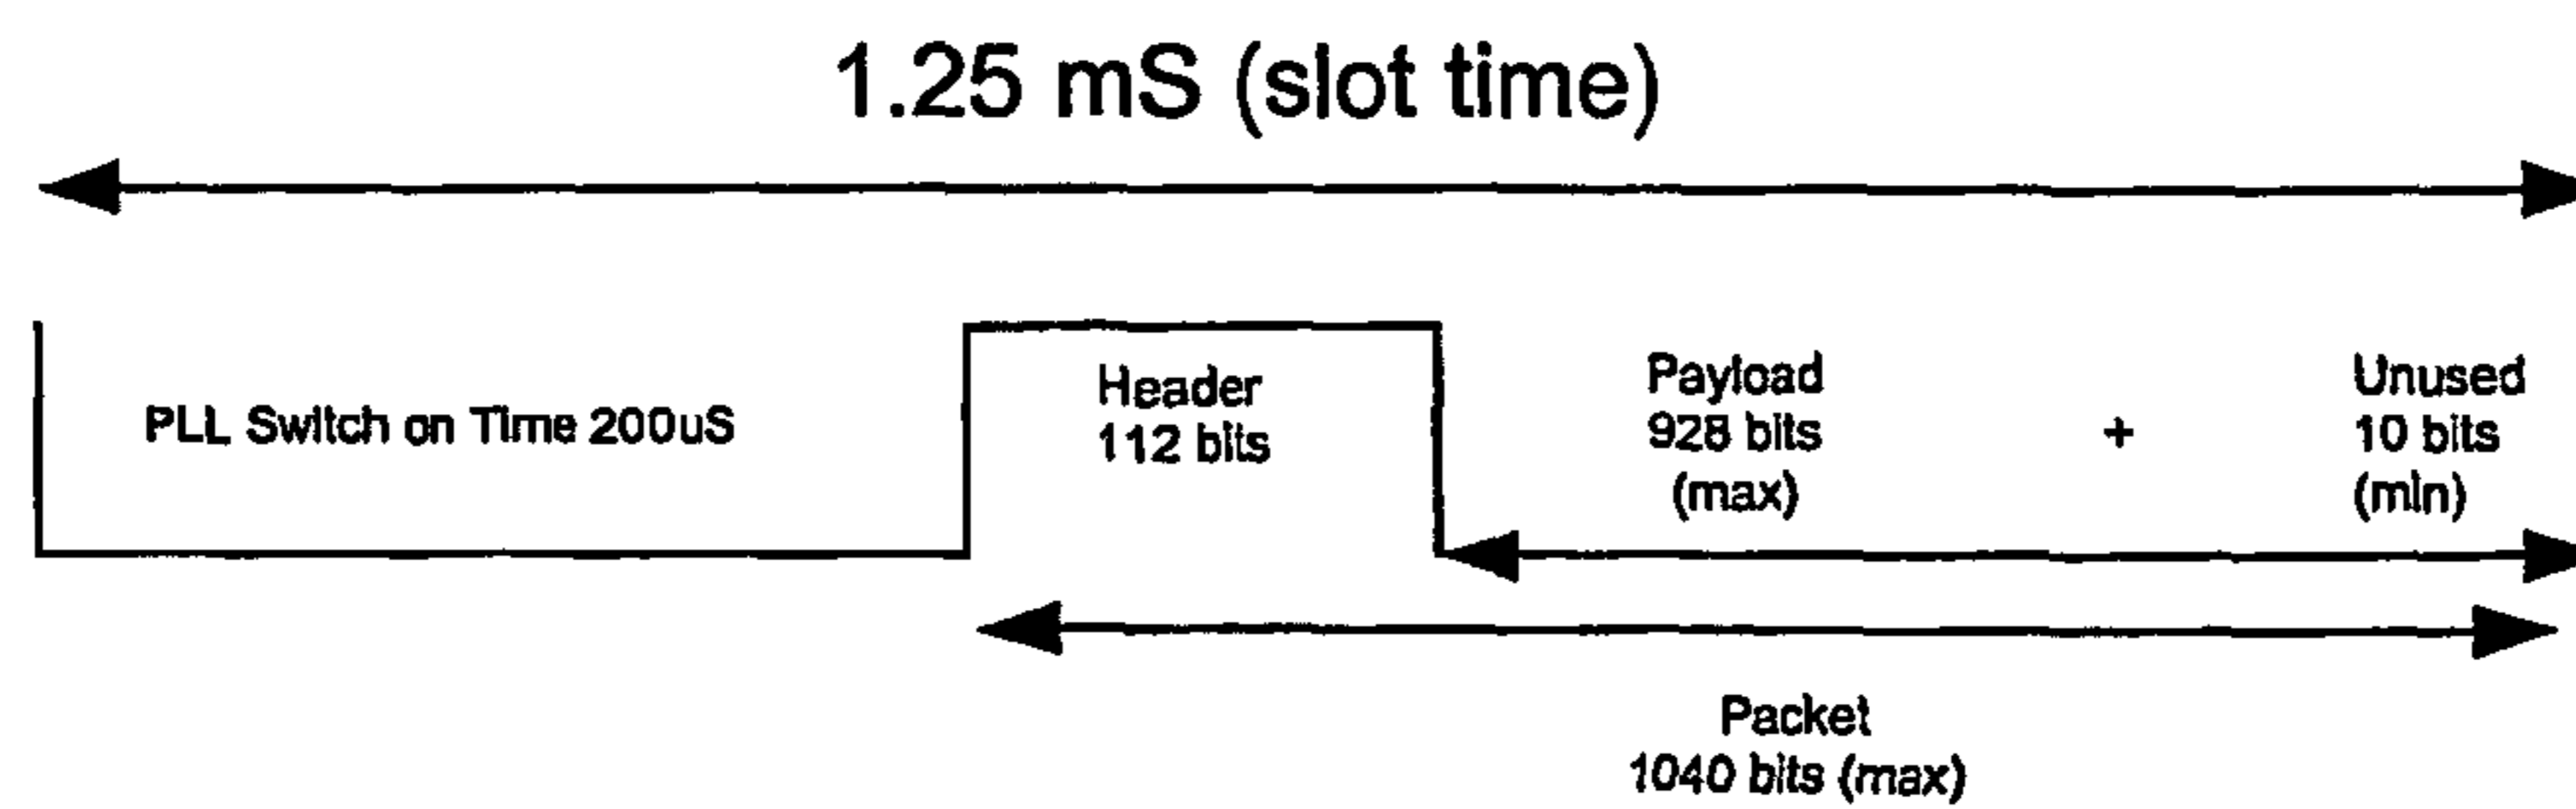 1.25 mS (slot time)
PLL Switch on Time 200uS
Header
112 bits
Payload
928 bits
(max)
+
Unused
10 bits
(min)
Packet
1040 bits (max)